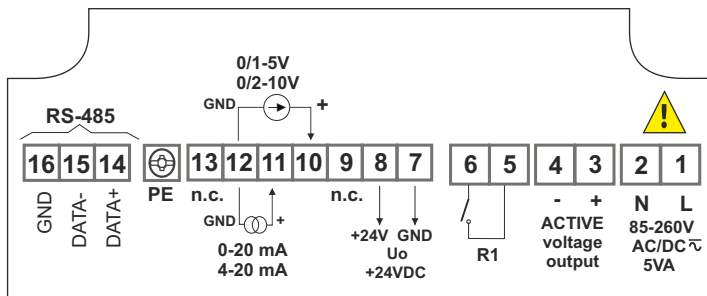 0/1-5V
0/2-10V
GND +
RS-485
16 15 14 13 12 11 10 9 8 7 6 5 4 3 2 1
GND
DATA-
DATA+
PE
n.c.
GND +
0-20 mA
4-20 mA
n.c.
+24V GND
Uo
+24VDC
R1
- +
ACTIVE
voltage
output
N L
85-260V
AC/DC
5VA